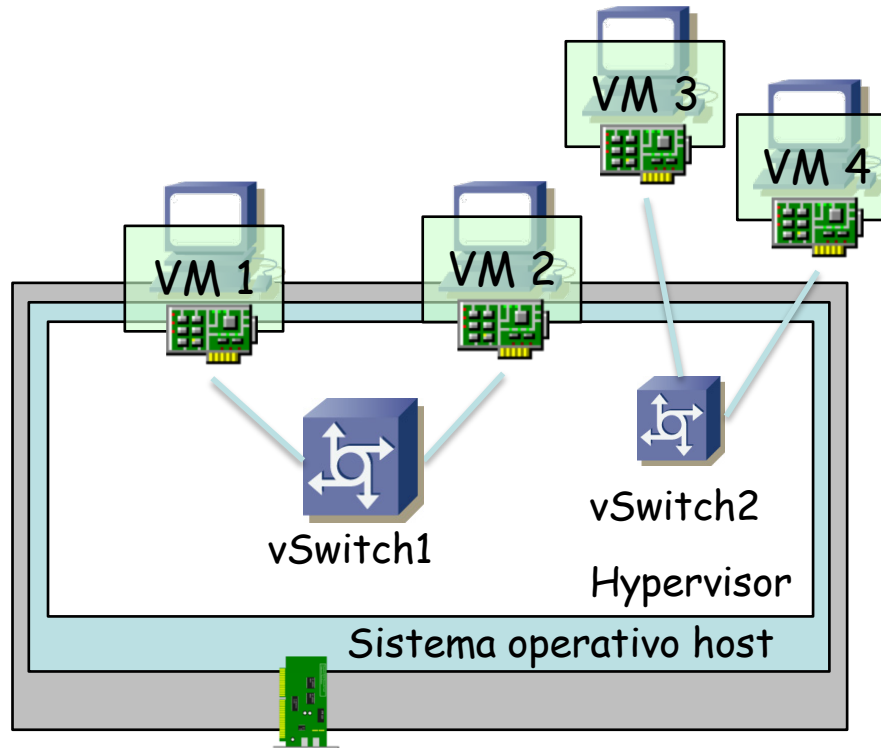 VM 3
VM 4
VM 1
VM 2
vSwitch2
vSwitch1
Hypervisor
Sistema operativo host